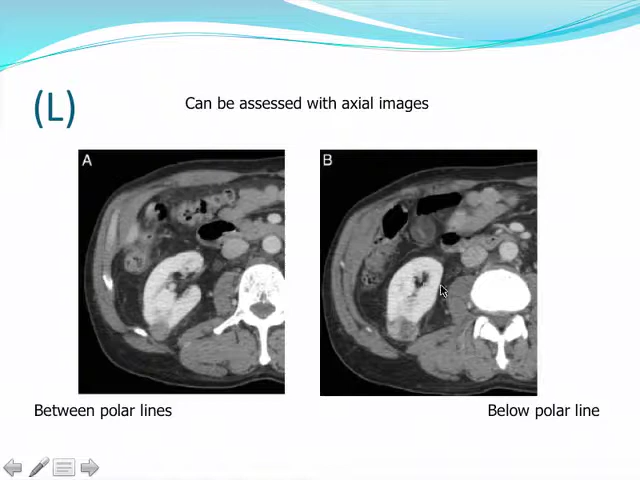 (L)
Can be assessed with axial images
A
B
Between polar lines
Below polar line